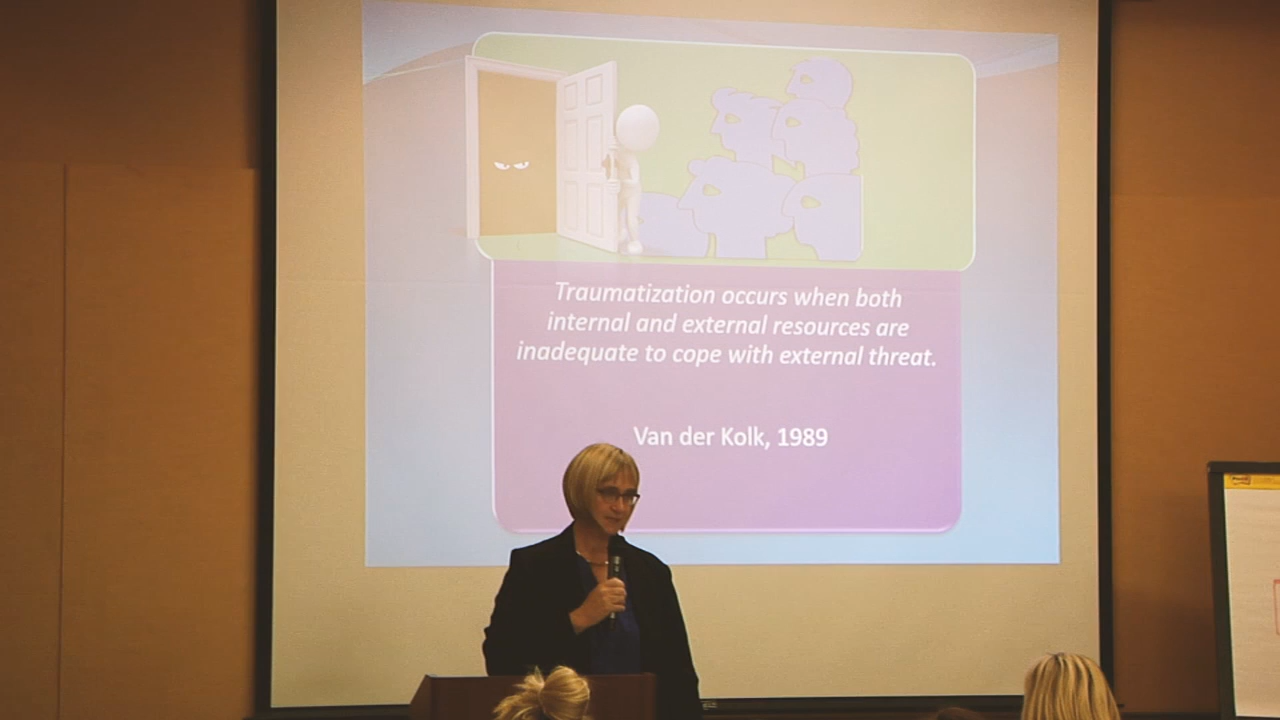 Traumatization occurs when both
internal and external resources are
inadequate to cope with external threat.
Van der Kolk, 1989